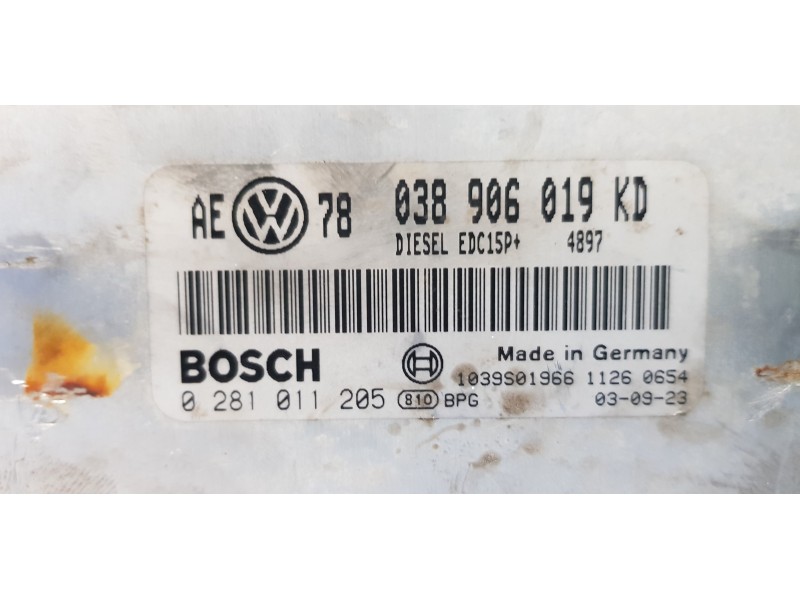 AE VW 78 038 906 019 KD
DIESEL EDC15P+ 4897
BOSCH
Made in Germany
1039S01966 1126 0654
0 281 011 205 810 BPG 03-09-23